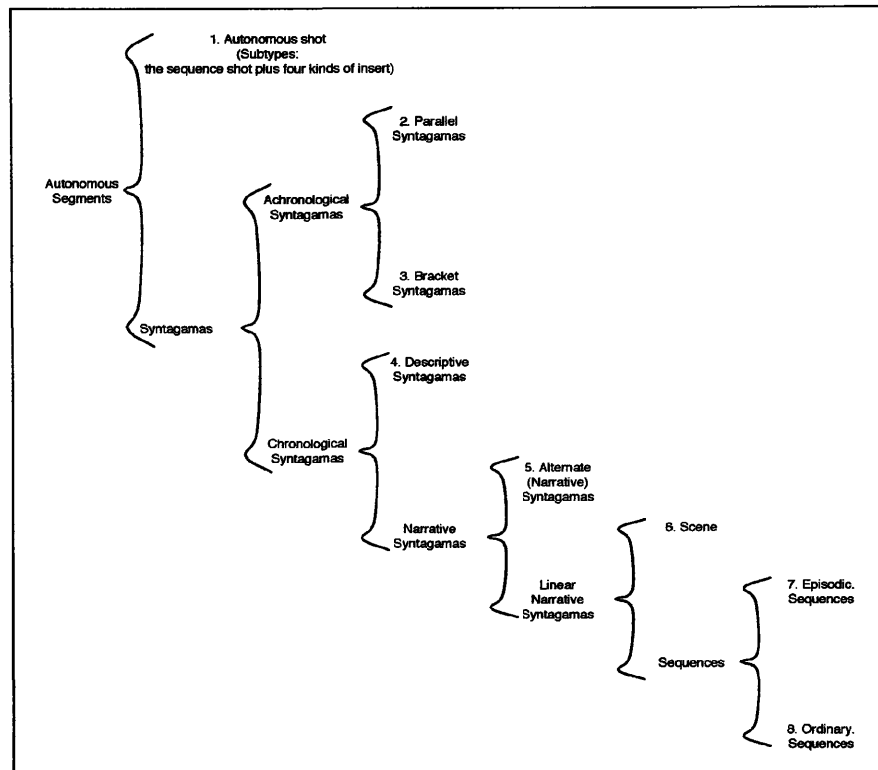 1. Autonomous shot
(Subtypes:
the sequence shot plus four kinds of insert)
2. Parallel
Syntagamas
Autonomous
Segments
Achronological
Syntagamas
3. Bracket
Syntagamas
Syntagamas
4. Descriptive
Syntagamas
Chronological
Syntagamas
5. Alternate
(Narrative)
Syntagamas
Narrative
Syntagamas
6. Scene
Linear
Narrative
Syntagamas
7. Episodic.
Sequences
Sequences
8. Ordinary.
Sequences